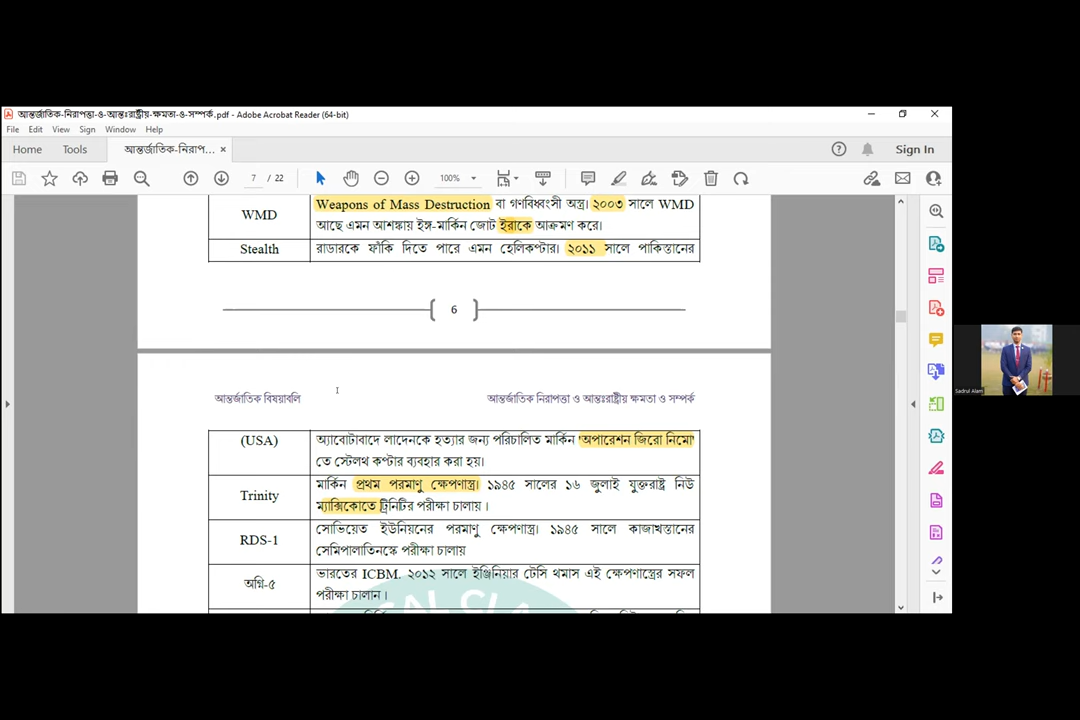 আন্তর্জাতিক-নিরাপত্তা-ও-আন্তঃরাষ্ট্রীয়-ক্ষমতা-ও-সম্পর্ক.pdf - Adobe Acrobat Reader (64-bit)
File Edit View Sign Window Help
Home Tools আন্তর্জাতিক-নিরাপ... × Sign In
7 / 22 100%
WMD
Weapons of Mass Destruction বা গণবিধ্বংসী অস্ত্র। ২০০৩ সালে WMD
আছে এমন আশঙ্কায় ইঙ্গ-মার্কিন জোট ইরাকে আক্রমণ করে।
Stealth রাডারকে ফাঁকি দিতে পারে এমন হেলিকপ্টার। ২০১১ সালে পাকিস্তানের
6
আন্তর্জাতিক বিষয়াবলি আন্তর্জাতিক নিরাপত্তা ও আন্তঃরাষ্ট্রীয় ক্ষমতা ও সম্পর্ক
(USA) অ্যাবোটাবাদে লাদেনকে হত্যার জন্য পরিচালিত মার্কিন 'অপারেশন জিরো নিমো'
তে স্টেলথ কপ্টার ব্যবহার করা হয়।
Trinity
মার্কিন প্রথম পরমাণু ক্ষেপণাস্ত্র। ১৯৪৫ সালের ১৬ জুলাই যুক্তরাষ্ট্র নিউ
ম্যাক্সিকোতে ট্রিনিটির পরীক্ষা চালায়।
RDS-1
সোভিয়েত ইউনিয়নের পরমাণু ক্ষেপণাস্ত্র। ১৯৪৫ সালে কাজাখস্তানের
সেমিপালাতিনস্কে পরীক্ষা চালায়
অগ্নি-৫
ভারতের ICBM. ২০১২ সালে ইঞ্জিনিয়ার টেসি থমাস এই ক্ষেপণাস্ত্রের সফল
পরীক্ষা চালান।
Sadrul Alam